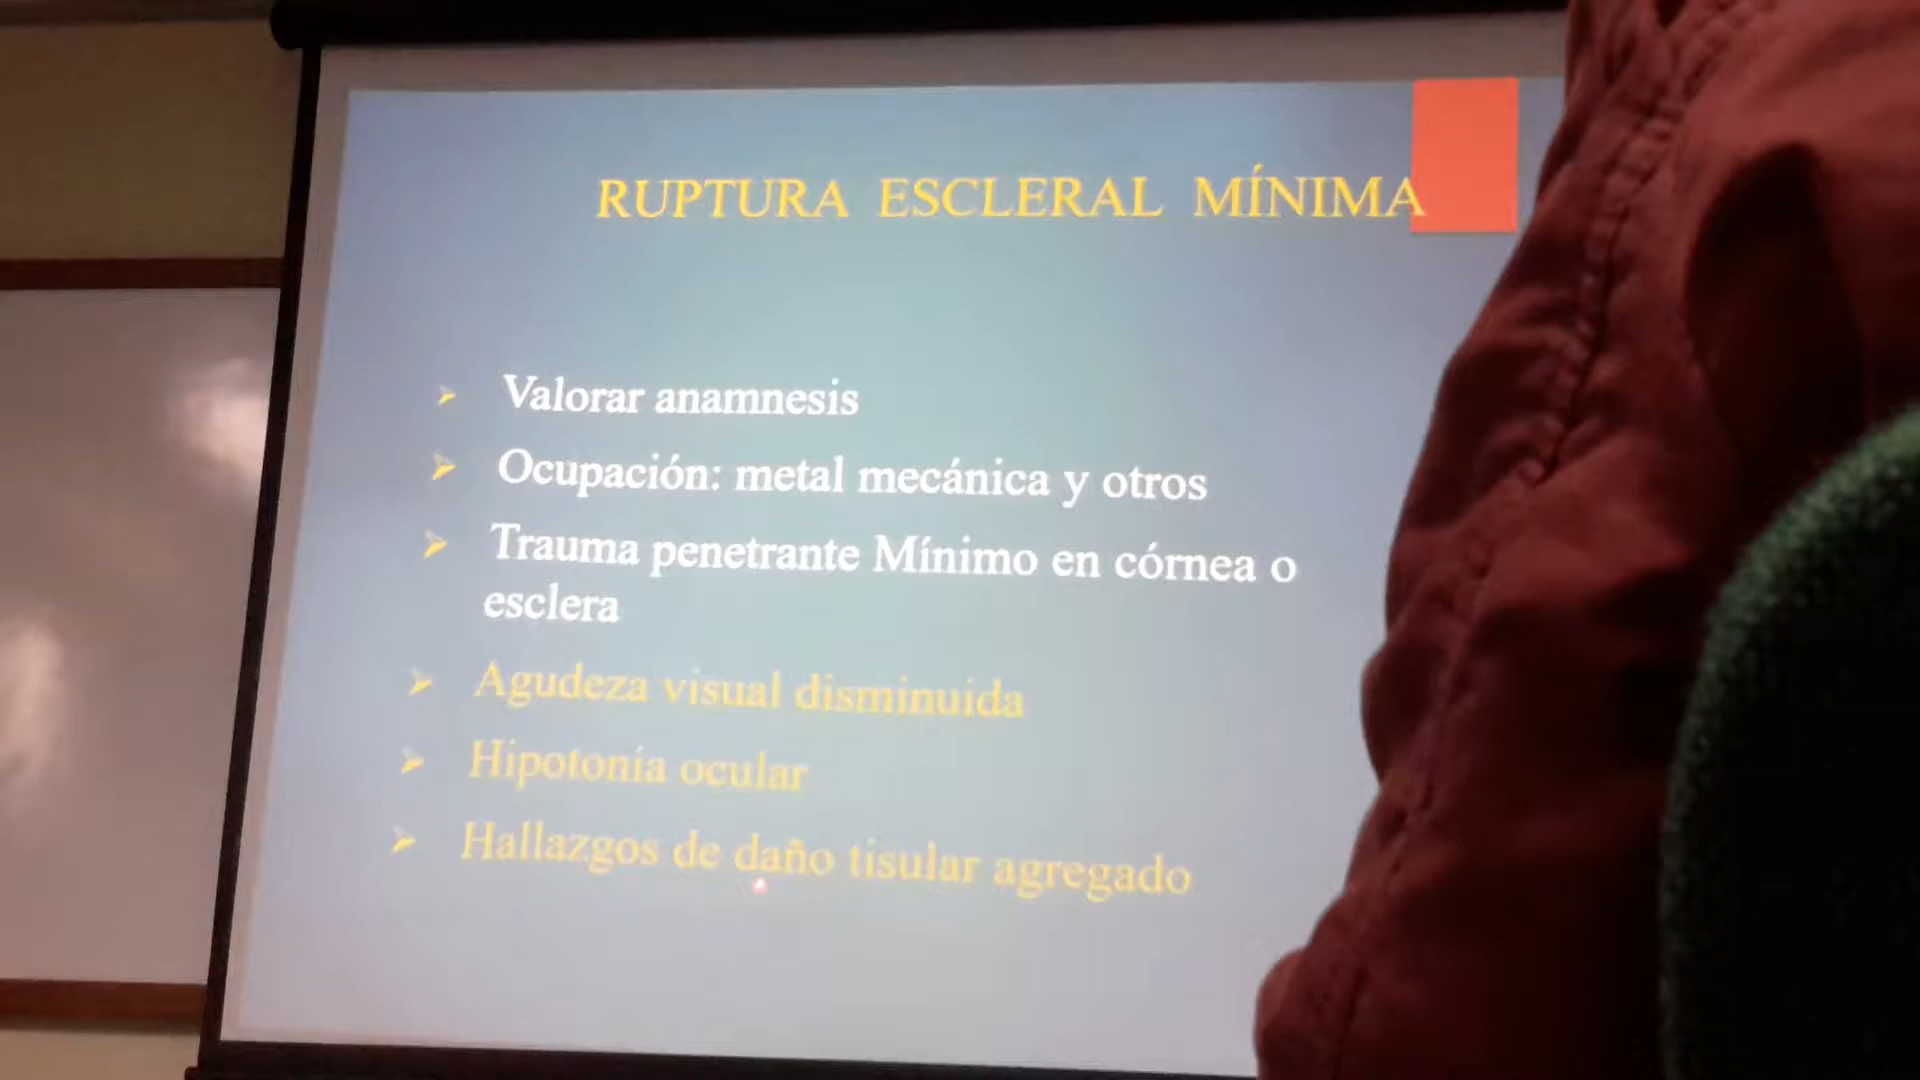 RUPTURA ESCLERAL MÍNIMA
Valorar anamnesis
Ocupación: metal mecánica y otros
Trauma penetrante Mínimo en córnea o
esclera
Agudeza visual disminuida
Hipotonía ocular
Hallazgos de daño tisular agregado